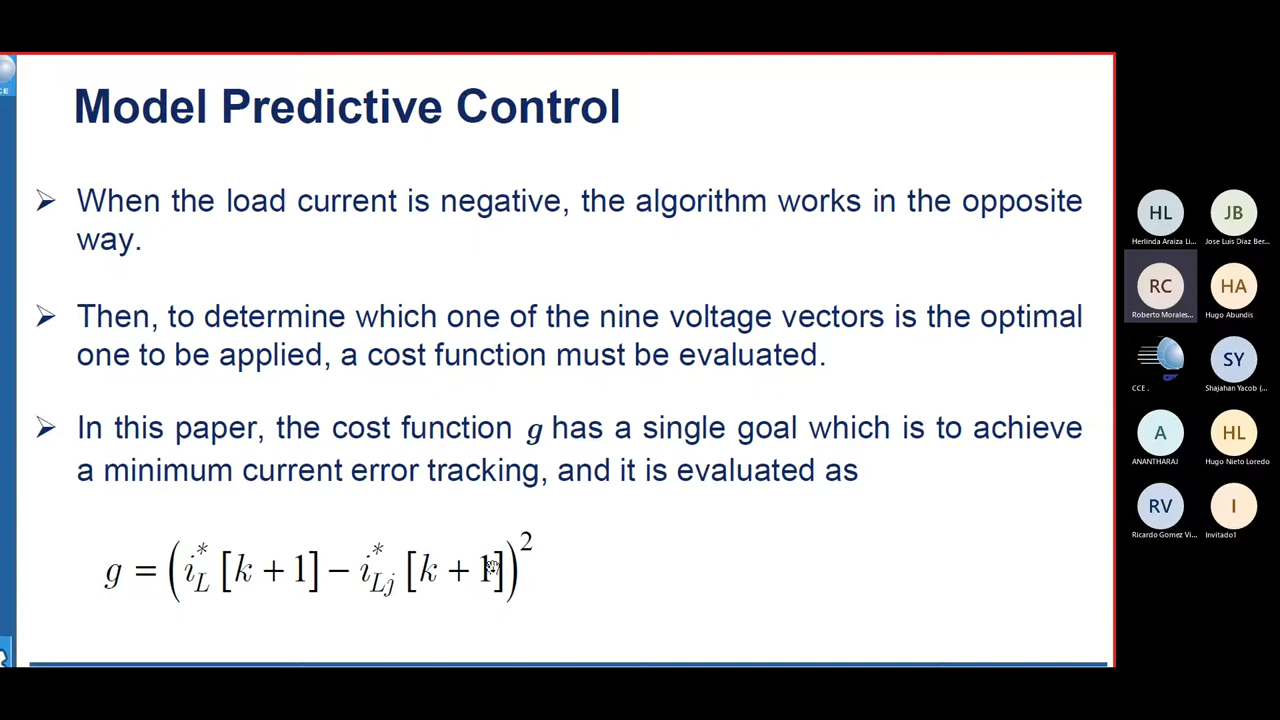 Model Predictive Control
➢ When the load current is negative, the algorithm works in the opposite
way.
➢ Then, to determine which one of the nine voltage vectors is the optimal
one to be applied, a cost function must be evaluated.
➢ In this paper, the cost function g has a single goal which is to achieve
a minimum current error tracking, and it is evaluated as
g = (i_L^* [k + 1] − i_{Lj}^* [k + 1])^2
CE
HL JB
Herlinda Araiza Li... Jose Luis Diaz Ber...
RC HA
Roberto Morales... Hugo Abundis
SY
CCE . Shajahan Yacob (...
A HL
ANANTHARAJ Hugo Nieto Loredo
RV I
Ricardo Gomez Vi... Invitado1